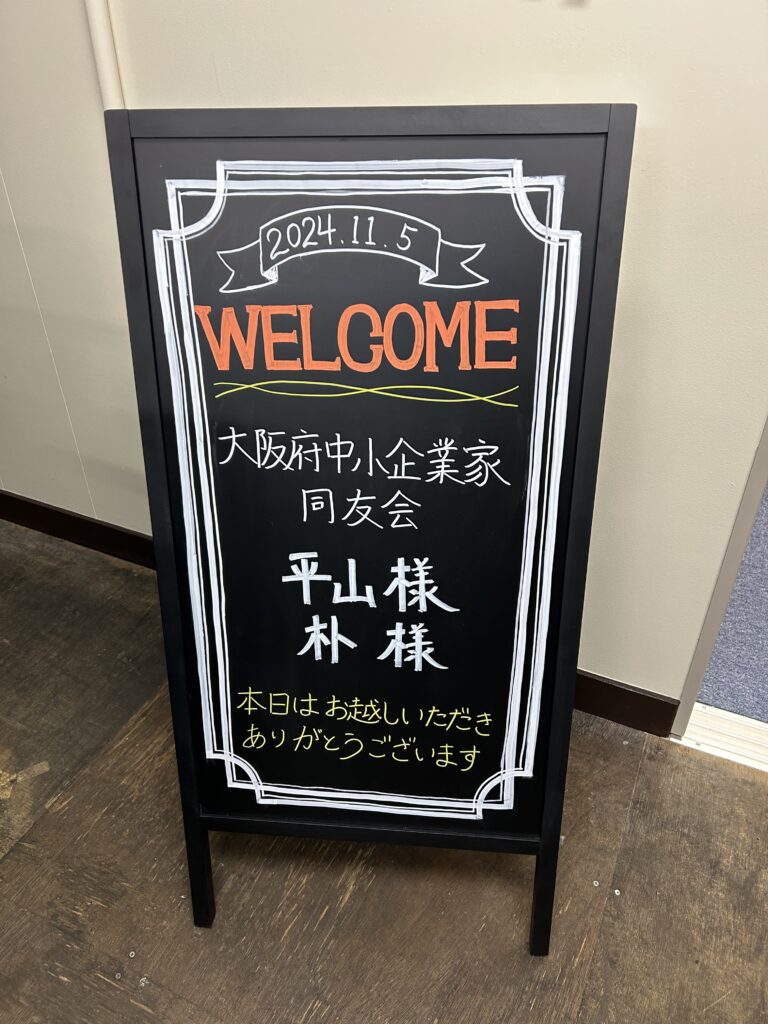 2024.11.5
WELCOME
大阪府中小企業家
同友会
平山様
朴 様
本日はお越しいただき
ありがとうございます